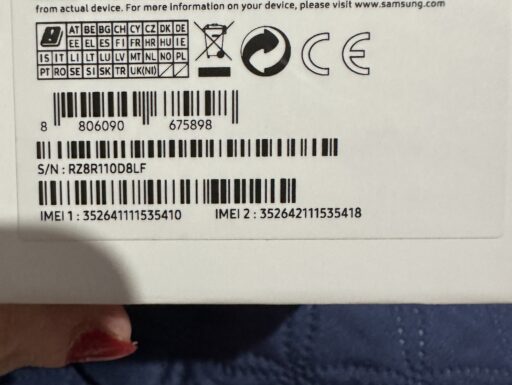 from actual device. For more information on your device, please visit www.samsung.com
AT BE BG CH CY CZ DK DE
EE EL ES FI FR HR HU IE
IS IT LI LT LU LV MT NL NO PL
PT RO SE SI SK TR UK(NI)
CE
8 806090 675898
S/N : RZ8R110D8LF
IMEI 1 : 352641111535410 IMEI 2 : 352642111535418